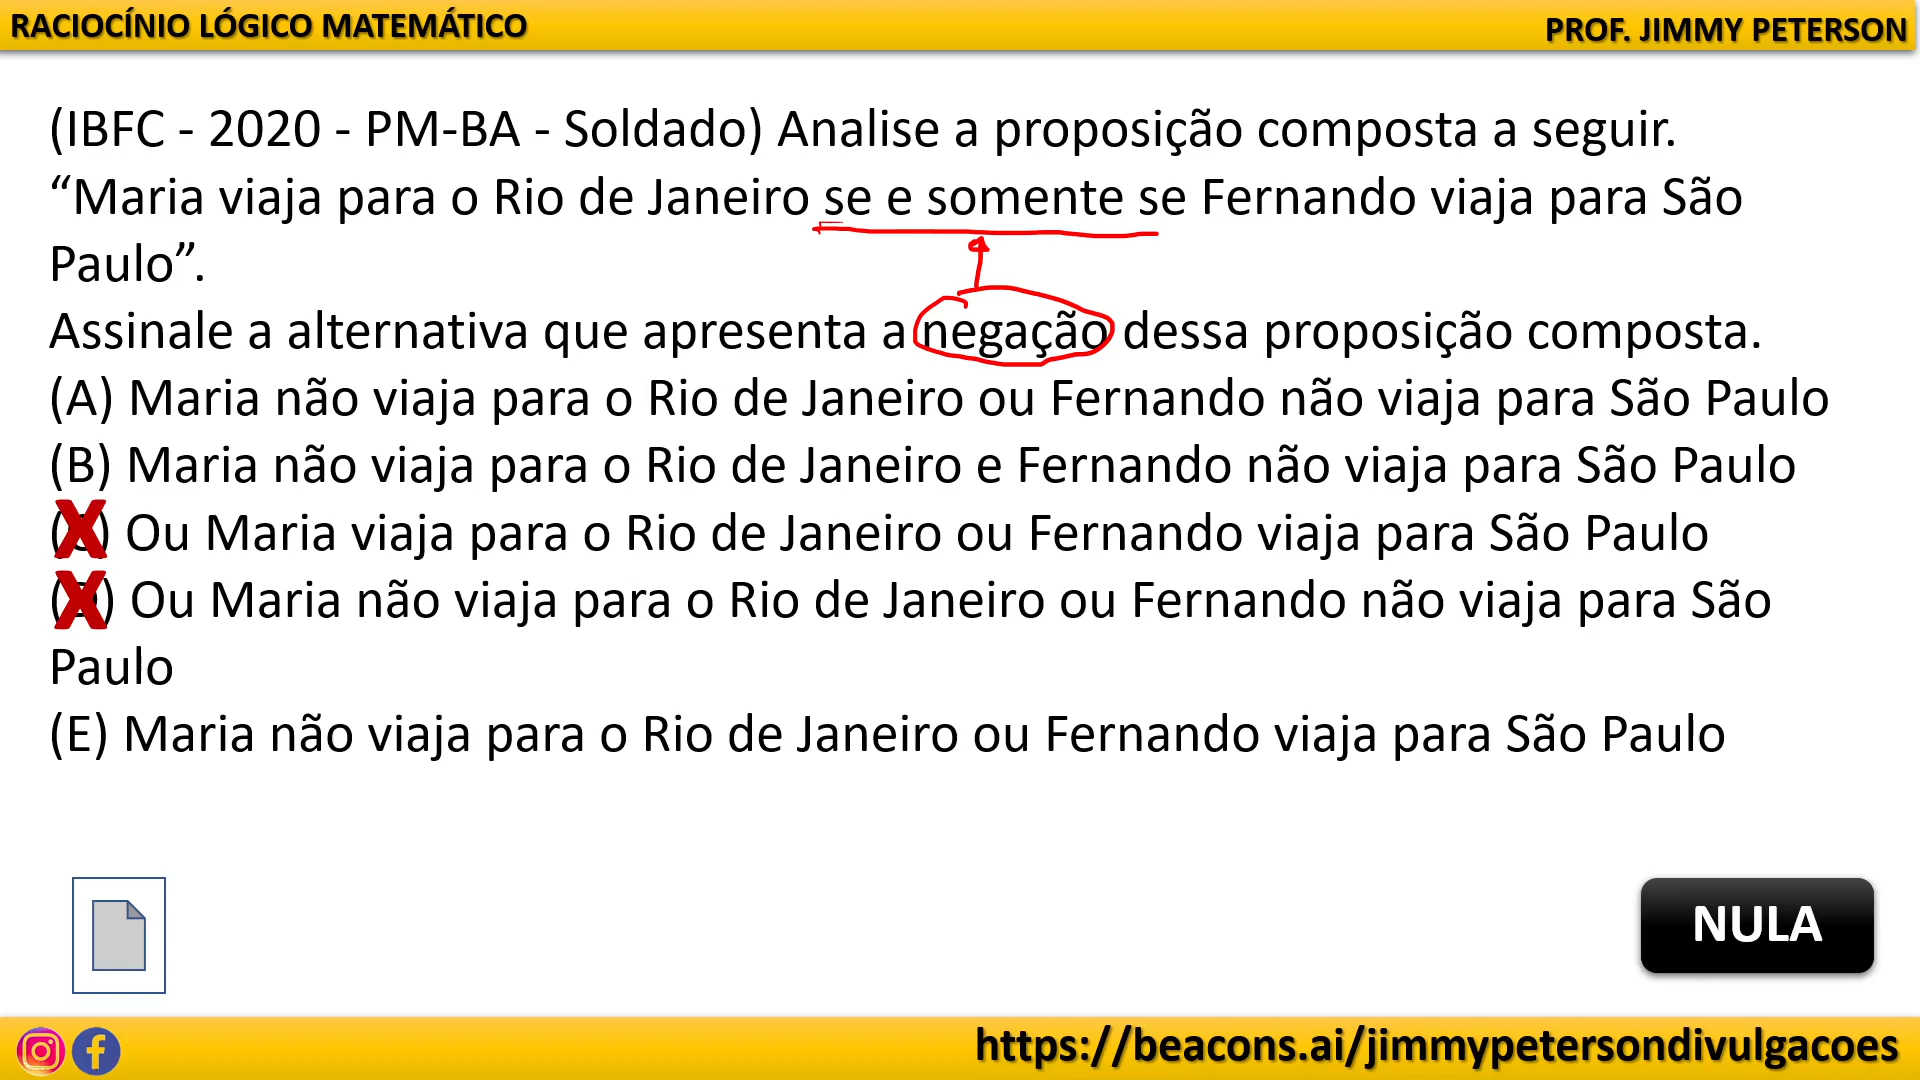 RACIOCÍNIO LÓGICO MATEMÁTICO
PROF. JIMMY PETERSON
(IBFC - 2020 - PM-BA - Soldado) Analise a proposição composta a seguir.
“Maria viaja para o Rio de Janeiro se e somente se Fernando viaja para São
Paulo”.
Assinale a alternativa que apresenta a negação dessa proposição composta.
(A) Maria não viaja para o Rio de Janeiro ou Fernando não viaja para São Paulo
(B) Maria não viaja para o Rio de Janeiro e Fernando não viaja para São Paulo
(C) Ou Maria viaja para o Rio de Janeiro ou Fernando viaja para São Paulo
(D) Ou Maria não viaja para o Rio de Janeiro ou Fernando não viaja para São
Paulo
(E) Maria não viaja para o Rio de Janeiro ou Fernando viaja para São Paulo
NULA
https://beacons.ai/jimmypetersondivulgacoes